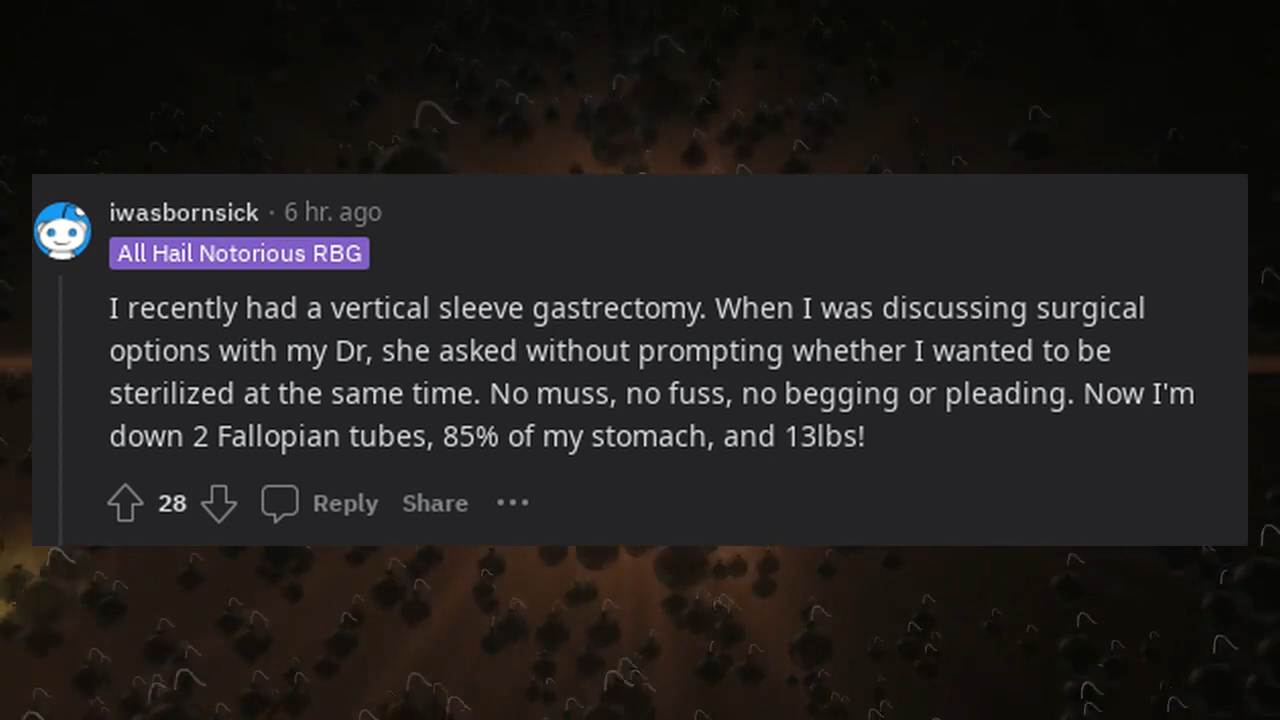 iwasbornsick · 6 hr. ago
All Hail Notorious RBG
I recently had a vertical sleeve gastrectomy. When I was discussing surgical
options with my Dr, she asked without prompting whether I wanted to be
sterilized at the same time. No muss, no fuss, no begging or pleading. Now I'm
down 2 Fallopian tubes, 85% of my stomach, and 13lbs!
28 Reply Share ···